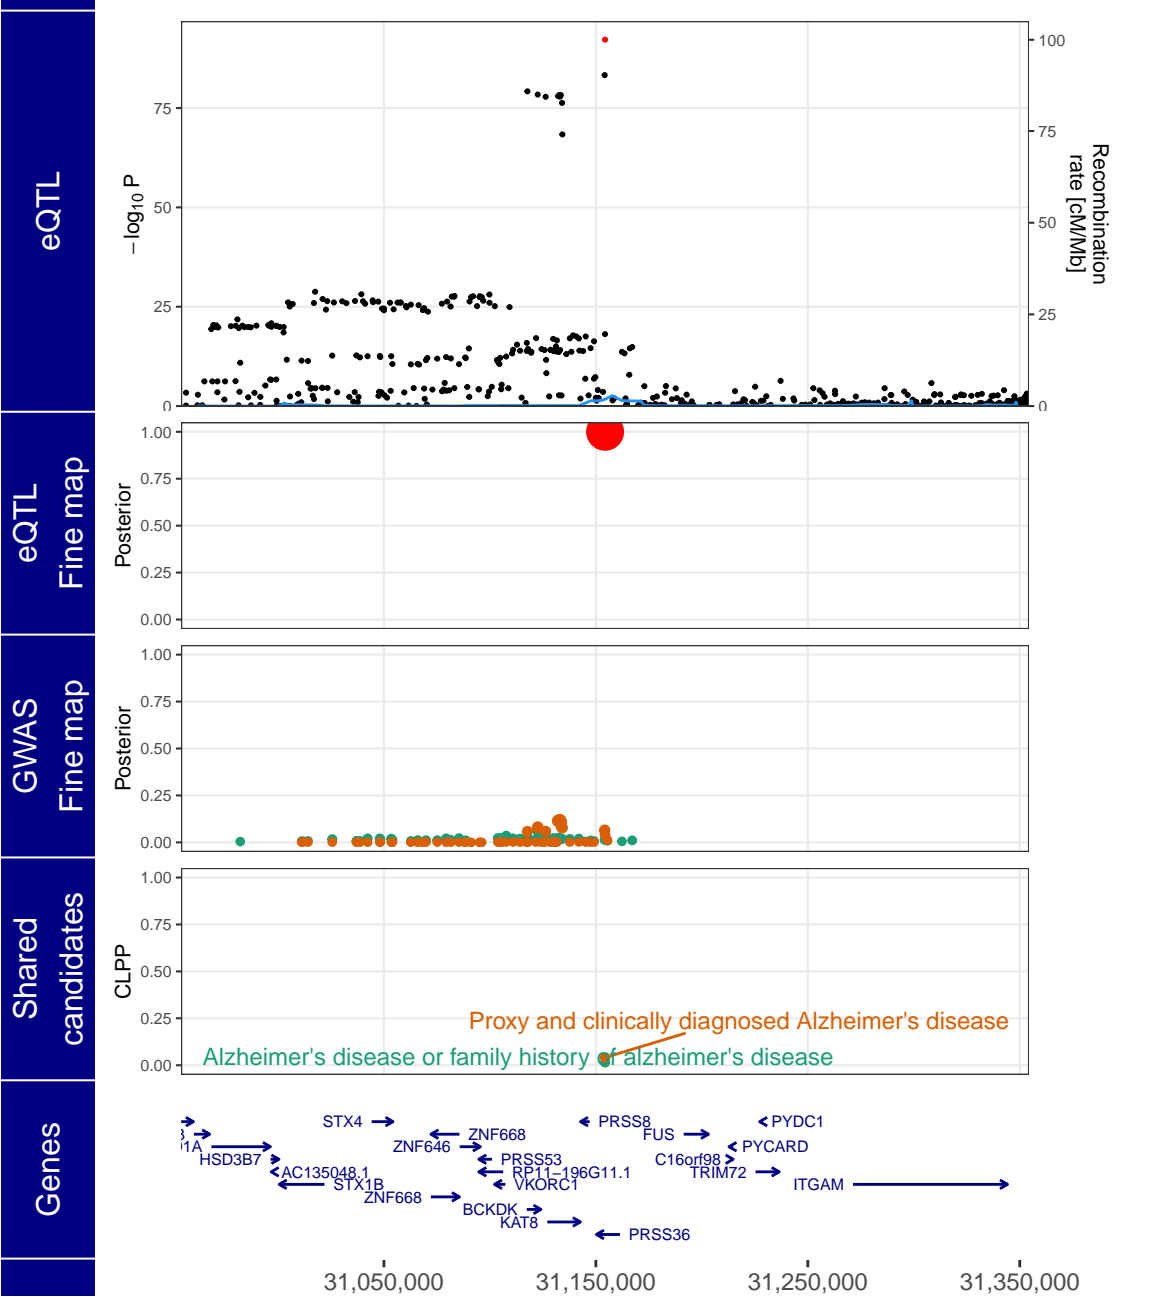 eQTL
−log10 P
75
50
25
0
100
75
50
25
0
Recombination
rate [cM/Mb]
eQTL
Fine map
Posterior
1.00
0.75
0.50
0.25
0.00
GWAS
Fine map
Posterior
1.00
0.75
0.50
0.25
0.00
Shared
candidates
CLPP
1.00
0.75
0.50
0.25
0.00
Proxy and clinically diagnosed Alzheimer's disease
Alzheimer's disease or family history of alzheimer's disease
Genes
STX4
PRSS8
PYDC1
3
ZNF668
FUS
01A
ZNF646
PYCARD
HSD3B7
PRSS53
C16orf98
AC135048.1
RP11−196G11.1
TRIM72
STX1B
VKORC1
ITGAM
ZNF668
BCKDK
KAT8
PRSS36
31,050,000
31,150,000
31,250,000
31,350,000